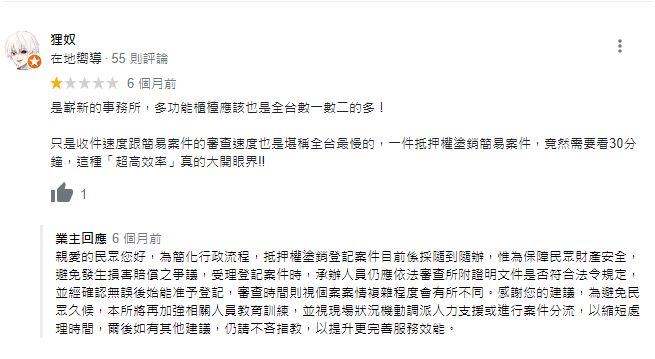 狸奴
在地嚮導 · 55 則評論
6 個月前
是嶄新的事務所，多功能櫃檯應該也是全台數一數二的多！
只是收件速度跟簡易案件的審查速度也是堪稱全台最慢的，一件抵押權塗銷簡易案件，竟然需要看30分
鐘，這種「超高效率」真的大開眼界!!
1
業主回應 6 個月前
親愛的民眾您好，為簡化行政流程，抵押權塗銷登記案件目前係採隨到隨辦，惟為保障民眾財產安全，
避免發生損害賠償之爭議，受理登記案件時，承辦人員仍應依法審查所附證明文件是否符合法令規定，
並經確認無誤後始能准予登記，審查時間則視個案案情複雜程度會有所不同。感謝您的建議，為避免民
眾久候，本所將再加強相關人員教育訓練，並視現場狀況機動調派人力支援或進行案件分流，以縮短處
理時間，爾後如有其他建議，仍請不吝指教，以提升更完善服務效能。